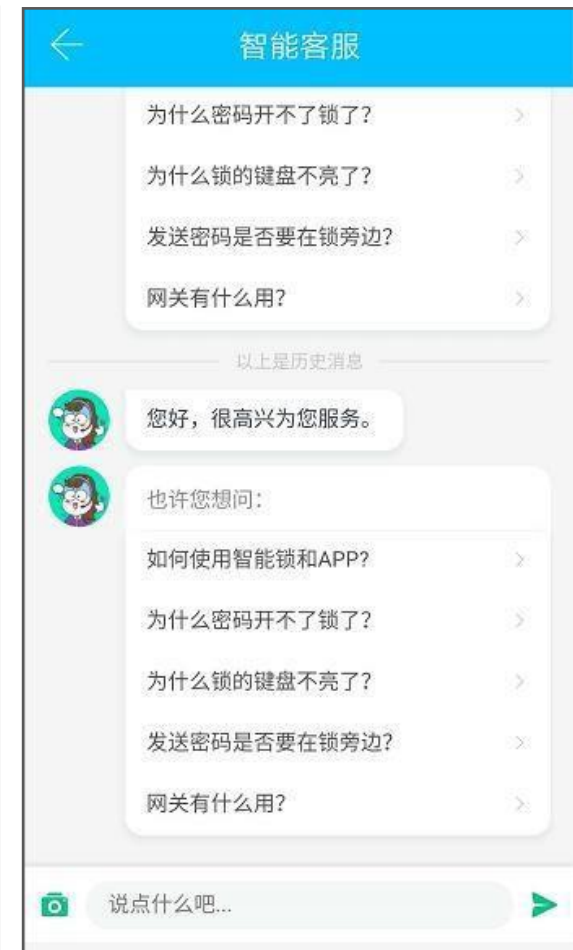 智能客服
为什么密码开不了锁了？
为什么锁的键盘不亮了？
发送密码是否要在锁旁边？
网关有什么用？
以上是历史消息
您好，很高兴为您服务。
也许您想问：
如何使用智能锁和APP?
为什么密码开不了锁了？
为什么锁的键盘不亮了？
发送密码是否要在锁旁边？
网关有什么用？
说点什么吧...